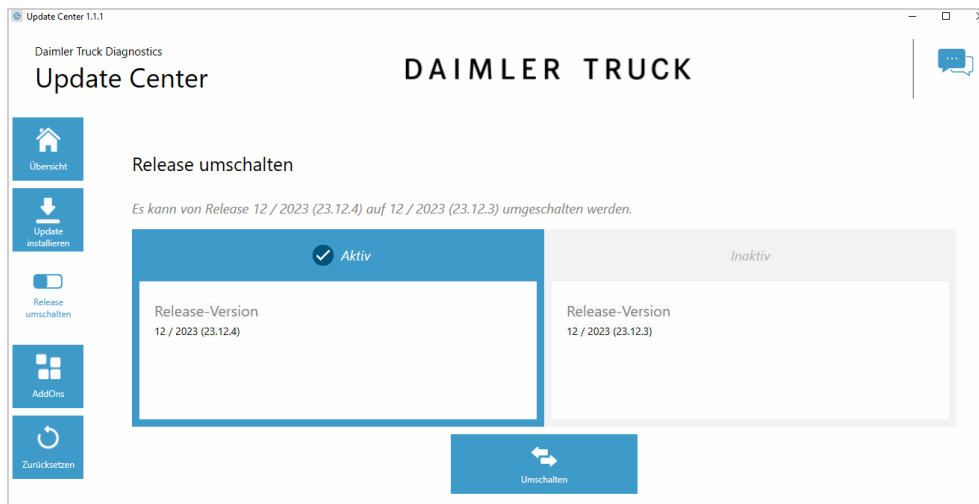 Update Center 1.1.1
Daimler Truck Diagnostics
Update Center
DAIMLER TRUCK
Übersicht
Update
installieren
Release
umschalten
AddOns
Zurücksetzen
Release umschalten
Es kann von Release 12 / 2023 (23.12.4) auf 12 / 2023 (23.12.3) umgeschalten werden.
Aktiv
Release-Version
12 / 2023 (23.12.4)
Inaktiv
Release-Version
12 / 2023 (23.12.3)
Umschalten